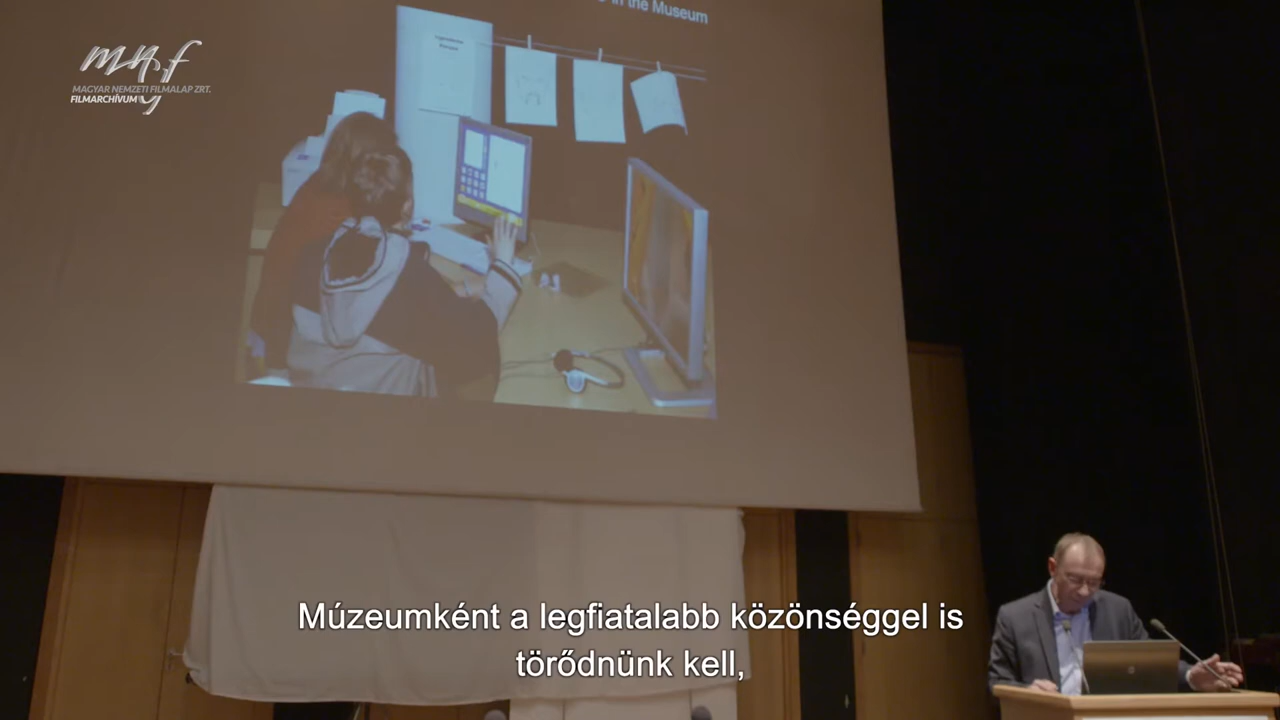 in the Museum
mnf
MAGYAR NEMZETI FILMALAP ZRT.
FILMARCHÍVUM
Múzeumként a legfiatalabb közönséggel is
törődnünk kell,